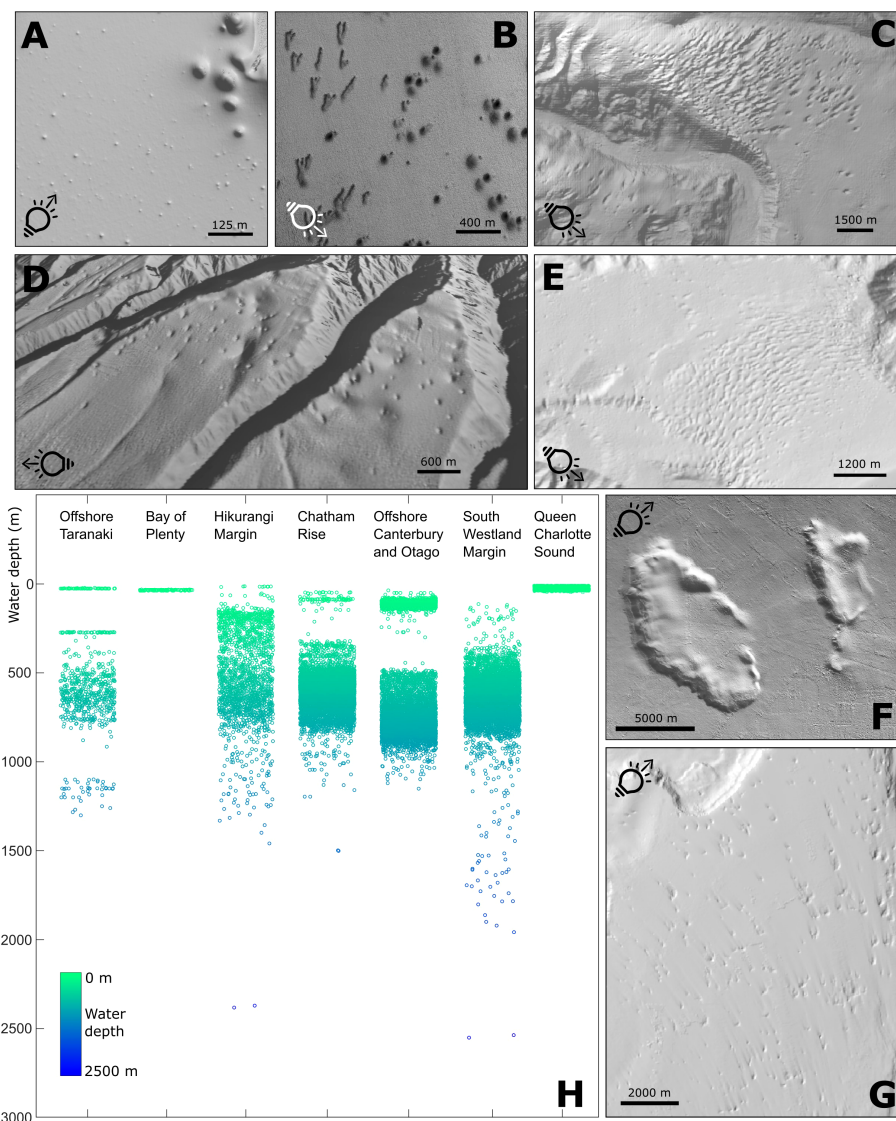 A
125 m
B
400 m
C
1500 m
D
600 m
E
1200 m
Water depth (m)
Offshore
Taranaki
Bay of
Plenty
Hikurangi
Margin
Chatham
Rise
Offshore
Canterbury
and Otago
South
Westland
Margin
Queen
Charlotte
Sound
0
500
1000
1500
2000
2500
3000
0 m
Water
depth
2500 m
H
5000 m
F
2000 m
G